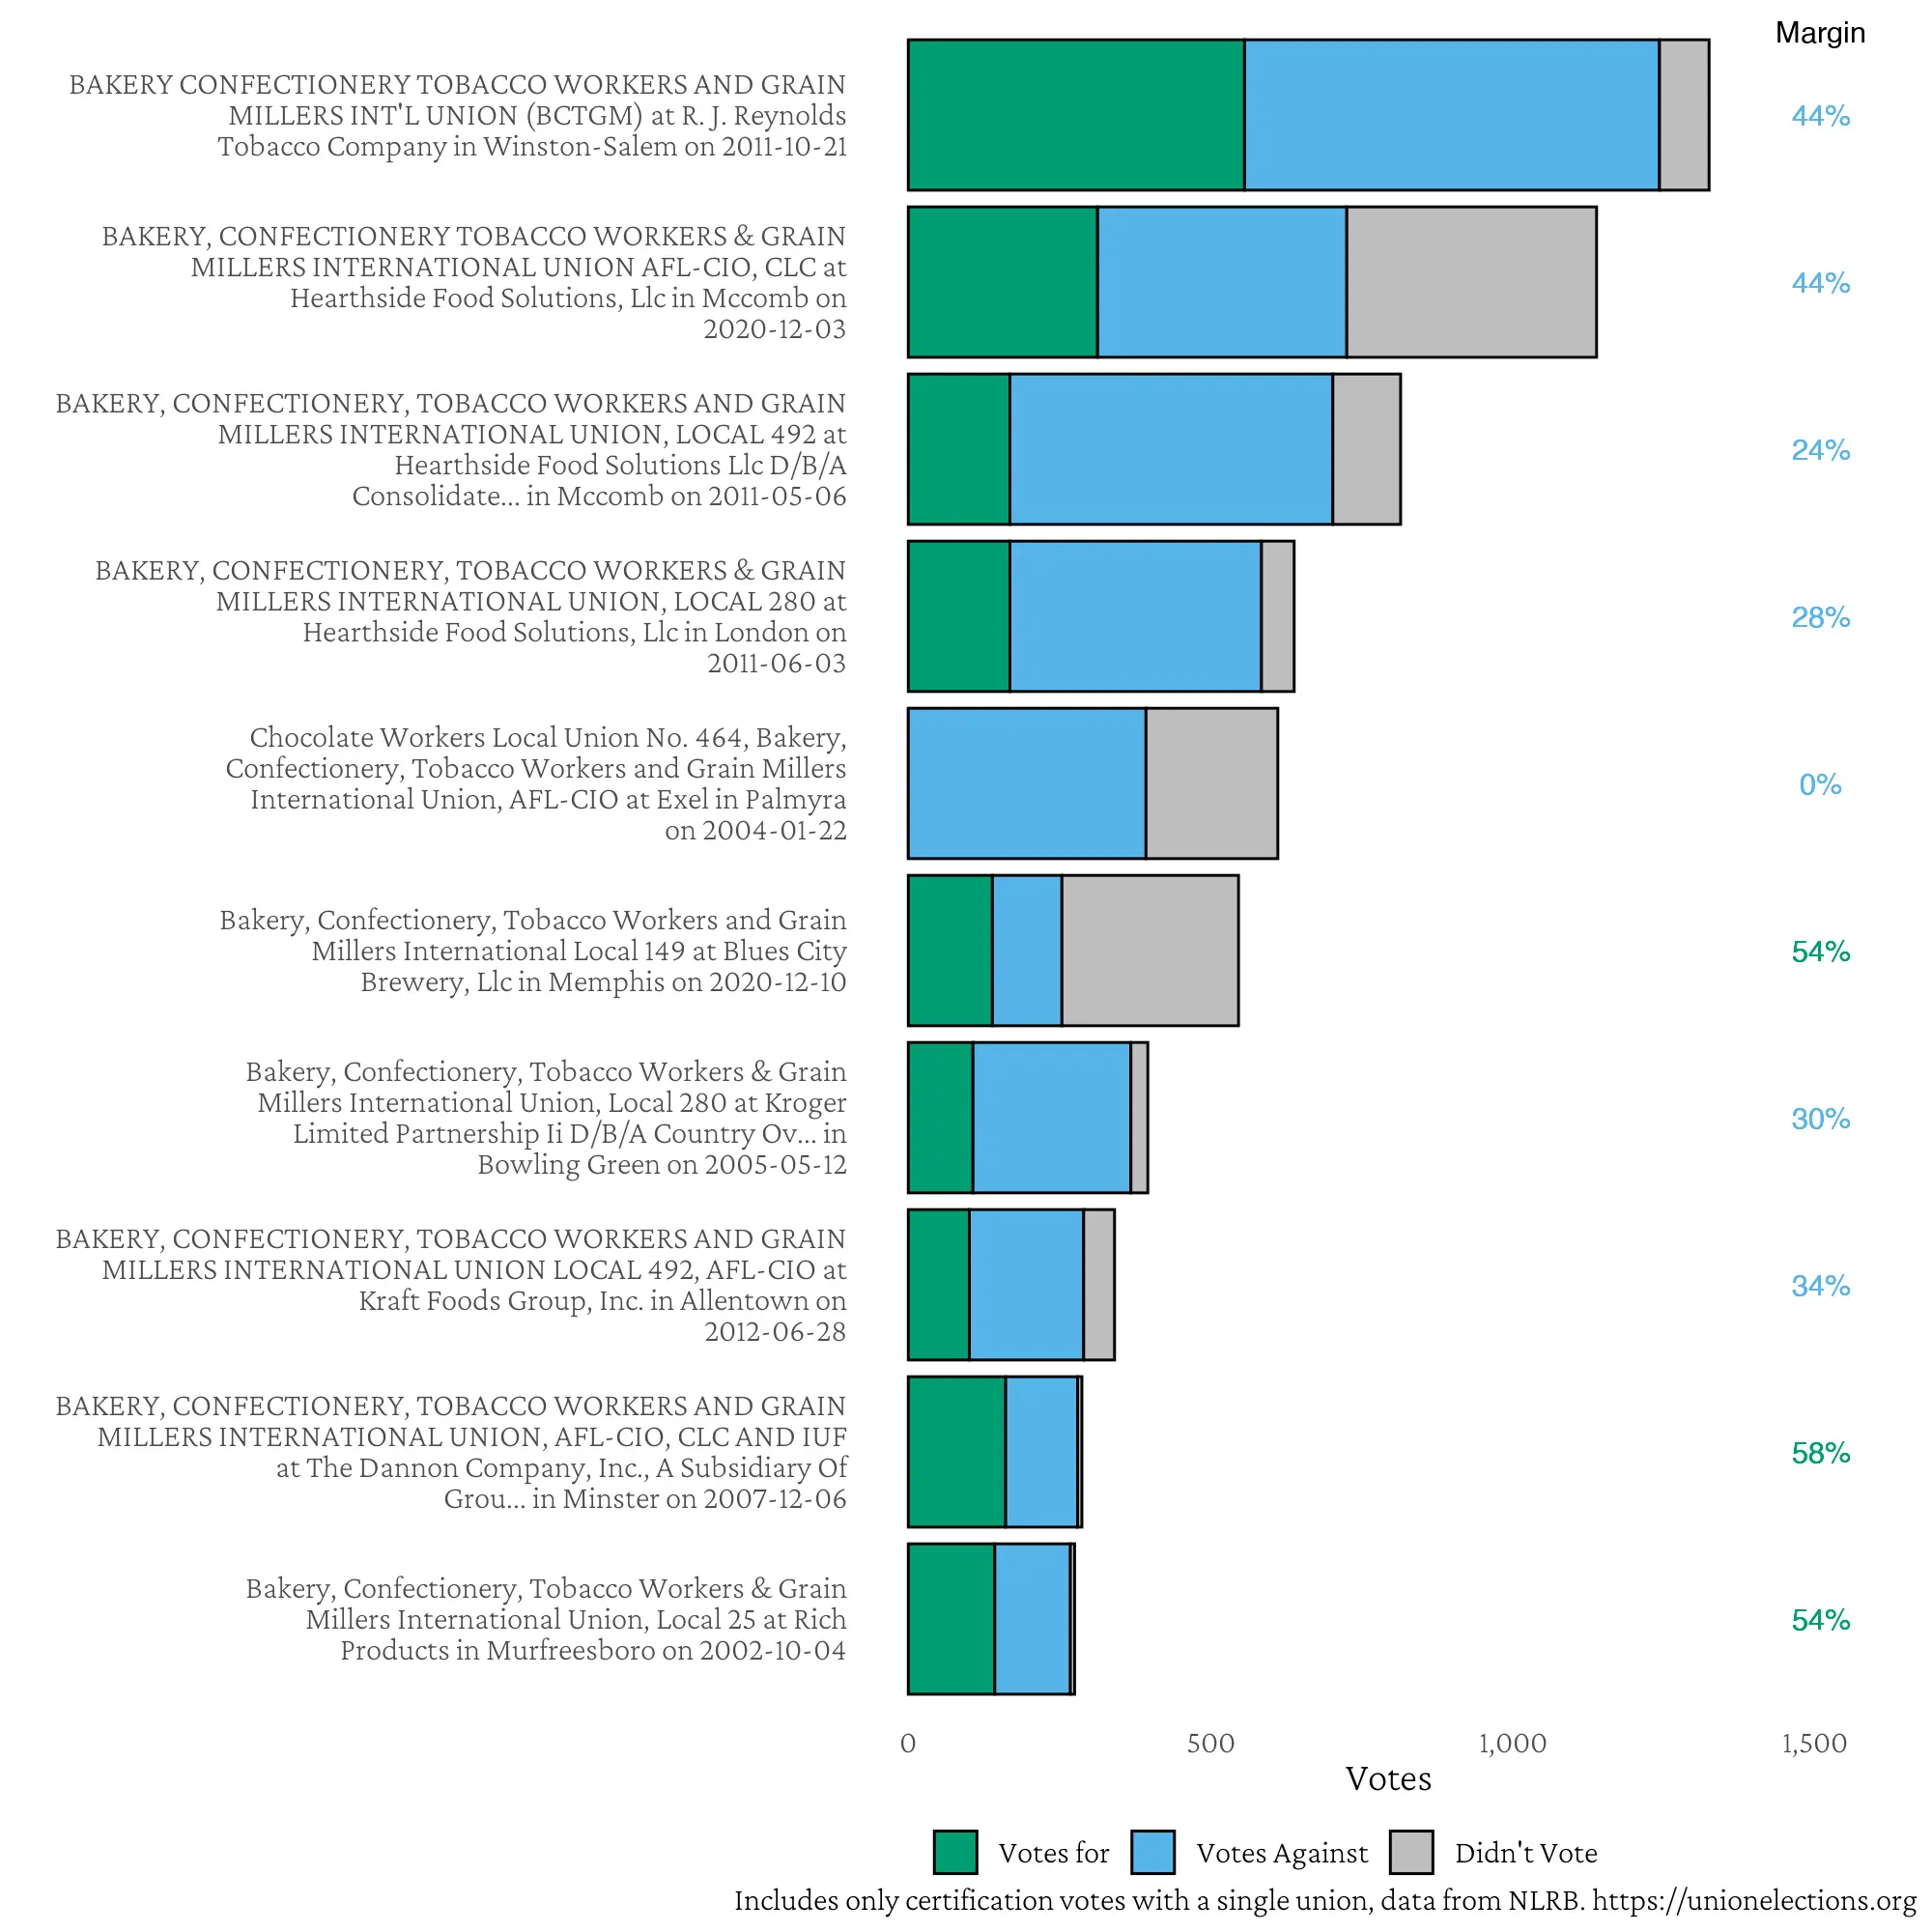 Margin
BAKERY CONFECTIONERY TOBACCO WORKERS AND GRAIN
MILLERS INT'L UNION (BCTGM) at R. J. Reynolds
Tobacco Company in Winston-Salem on 2011-10-21
44%
BAKERY, CONFECTIONERY TOBACCO WORKERS & GRAIN
MILLERS INTERNATIONAL UNION AFL-CIO, CLC at
Hearthside Food Solutions, Llc in Mccomb on
2020-12-03
44%
BAKERY, CONFECTIONERY, TOBACCO WORKERS AND GRAIN
MILLERS INTERNATIONAL UNION, LOCAL 492 at
Hearthside Food Solutions Llc D/B/A
Consolidate... in Mccomb on 2011-05-06
24%
BAKERY, CONFECTIONERY, TOBACCO WORKERS & GRAIN
MILLERS INTERNATIONAL UNION, LOCAL 280 at
Hearthside Food Solutions, Llc in London on
2011-06-03
28%
Chocolate Workers Local Union No. 464, Bakery,
Confectionery, Tobacco Workers and Grain Millers
International Union, AFL-CIO at Exel in Palmyra
on 2004-01-22
0%
Bakery, Confectionery, Tobacco Workers and Grain
Millers International Local 149 at Blues City
Brewery, Llc in Memphis on 2020-12-10
54%
Bakery, Confectionery, Tobacco Workers & Grain
Millers International Union, Local 280 at Kroger
Limited Partnership Ii D/B/A Country Ov... in
Bowling Green on 2005-05-12
30%
BAKERY, CONFECTIONERY, TOBACCO WORKERS AND GRAIN
MILLERS INTERNATIONAL UNION LOCAL 492, AFL-CIO at
Kraft Foods Group, Inc. in Allentown on
2012-06-28
34%
BAKERY, CONFECTIONERY, TOBACCO WORKERS AND GRAIN
MILLERS INTERNATIONAL UNION, AFL-CIO, CLC AND IUF
at The Dannon Company, Inc., A Subsidiary Of
Grou... in Minster on 2007-12-06
58%
Bakery, Confectionery, Tobacco Workers & Grain
Millers International Union, Local 25 at Rich
Products in Murfreesboro on 2002-10-04
54%
0 500 1,000 1,500
Votes
Votes for Votes Against Didn't Vote
Includes only certification votes with a single union, data from NLRB. https://unionelections.org